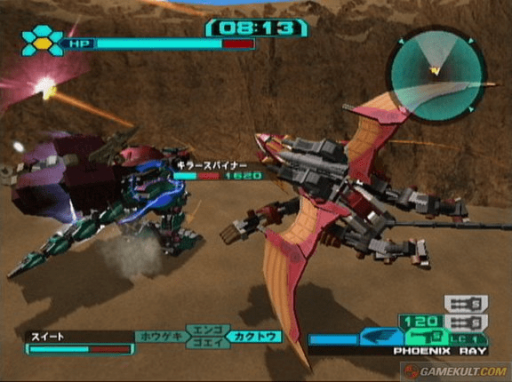 HP
08:13
キラースパイナー
1620
スイート
ホウゲキ
エンゴ
ゴエイ
カクトウ
120
LC 1
PHOENIX RAY
GAMEKULT.COM